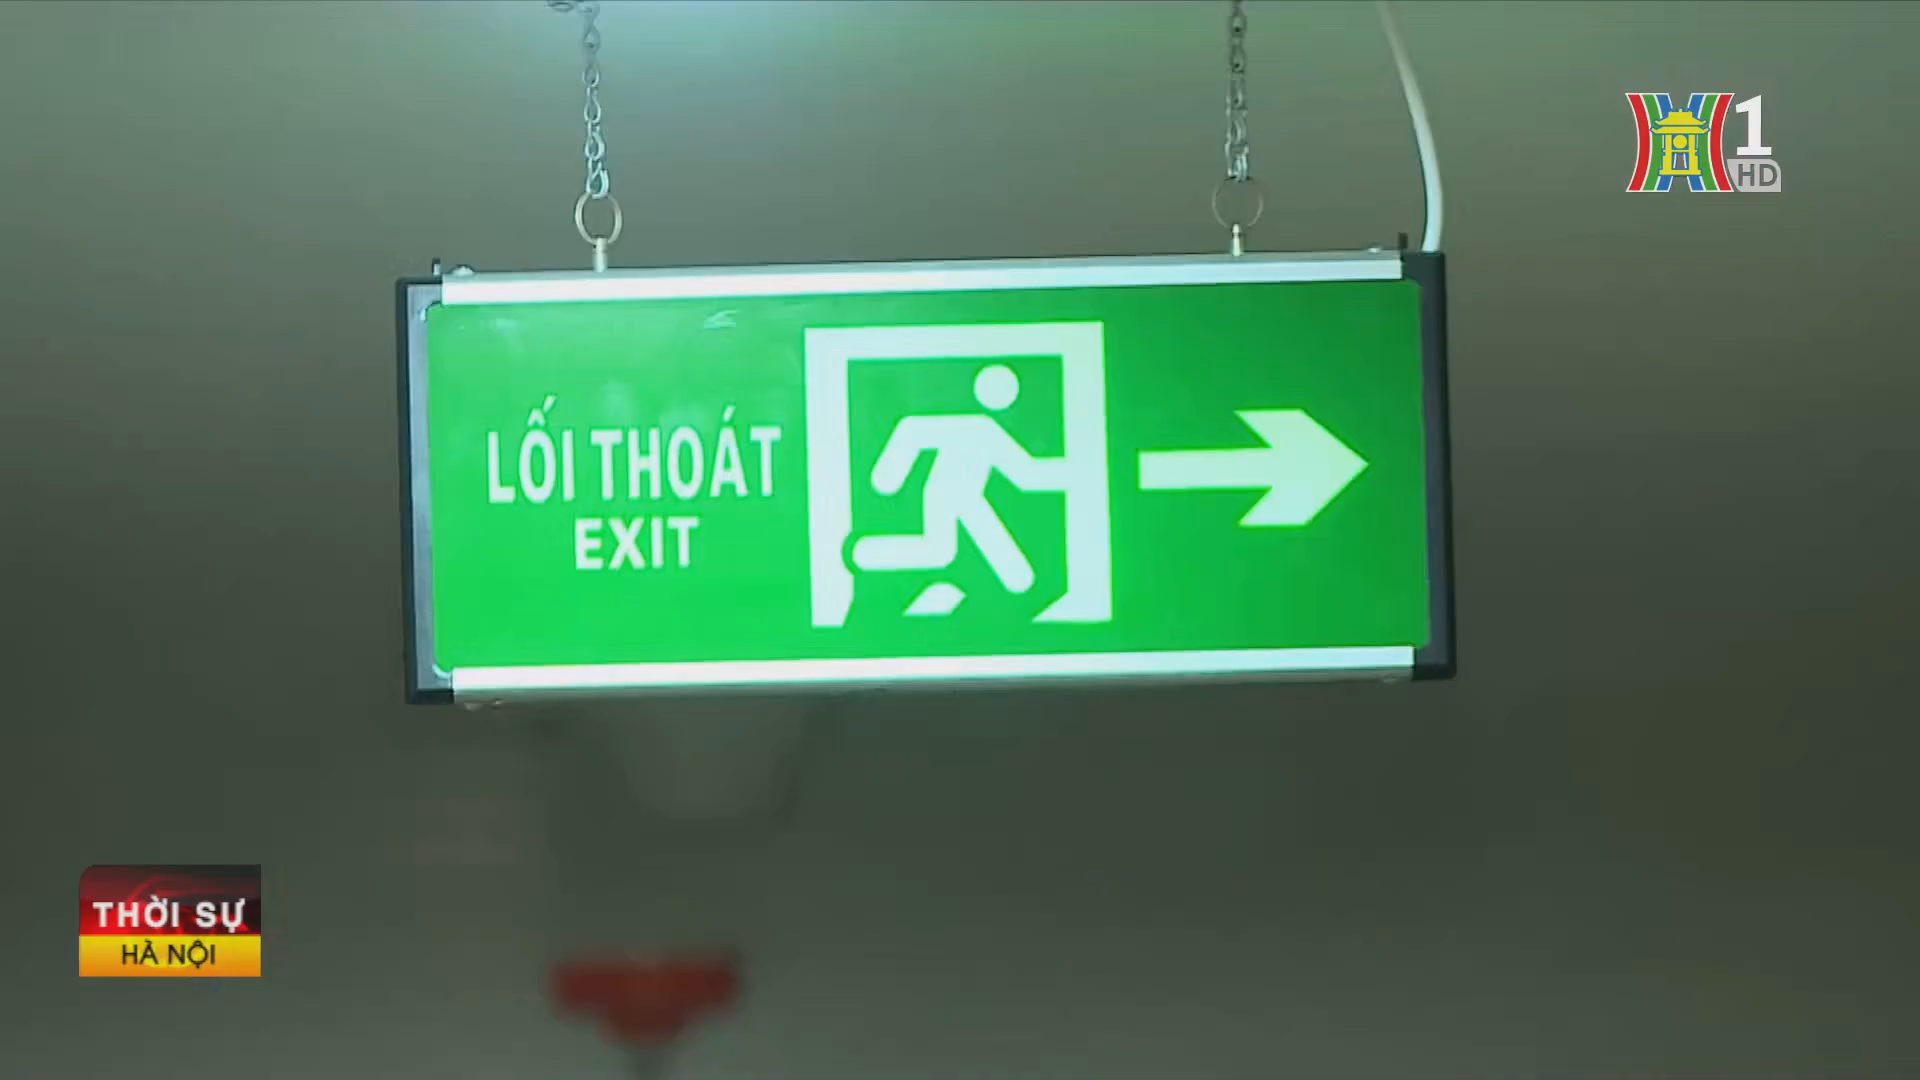 1
HD
LỐI THOÁT
EXIT
THỜI SỰ
HÀ NỘI